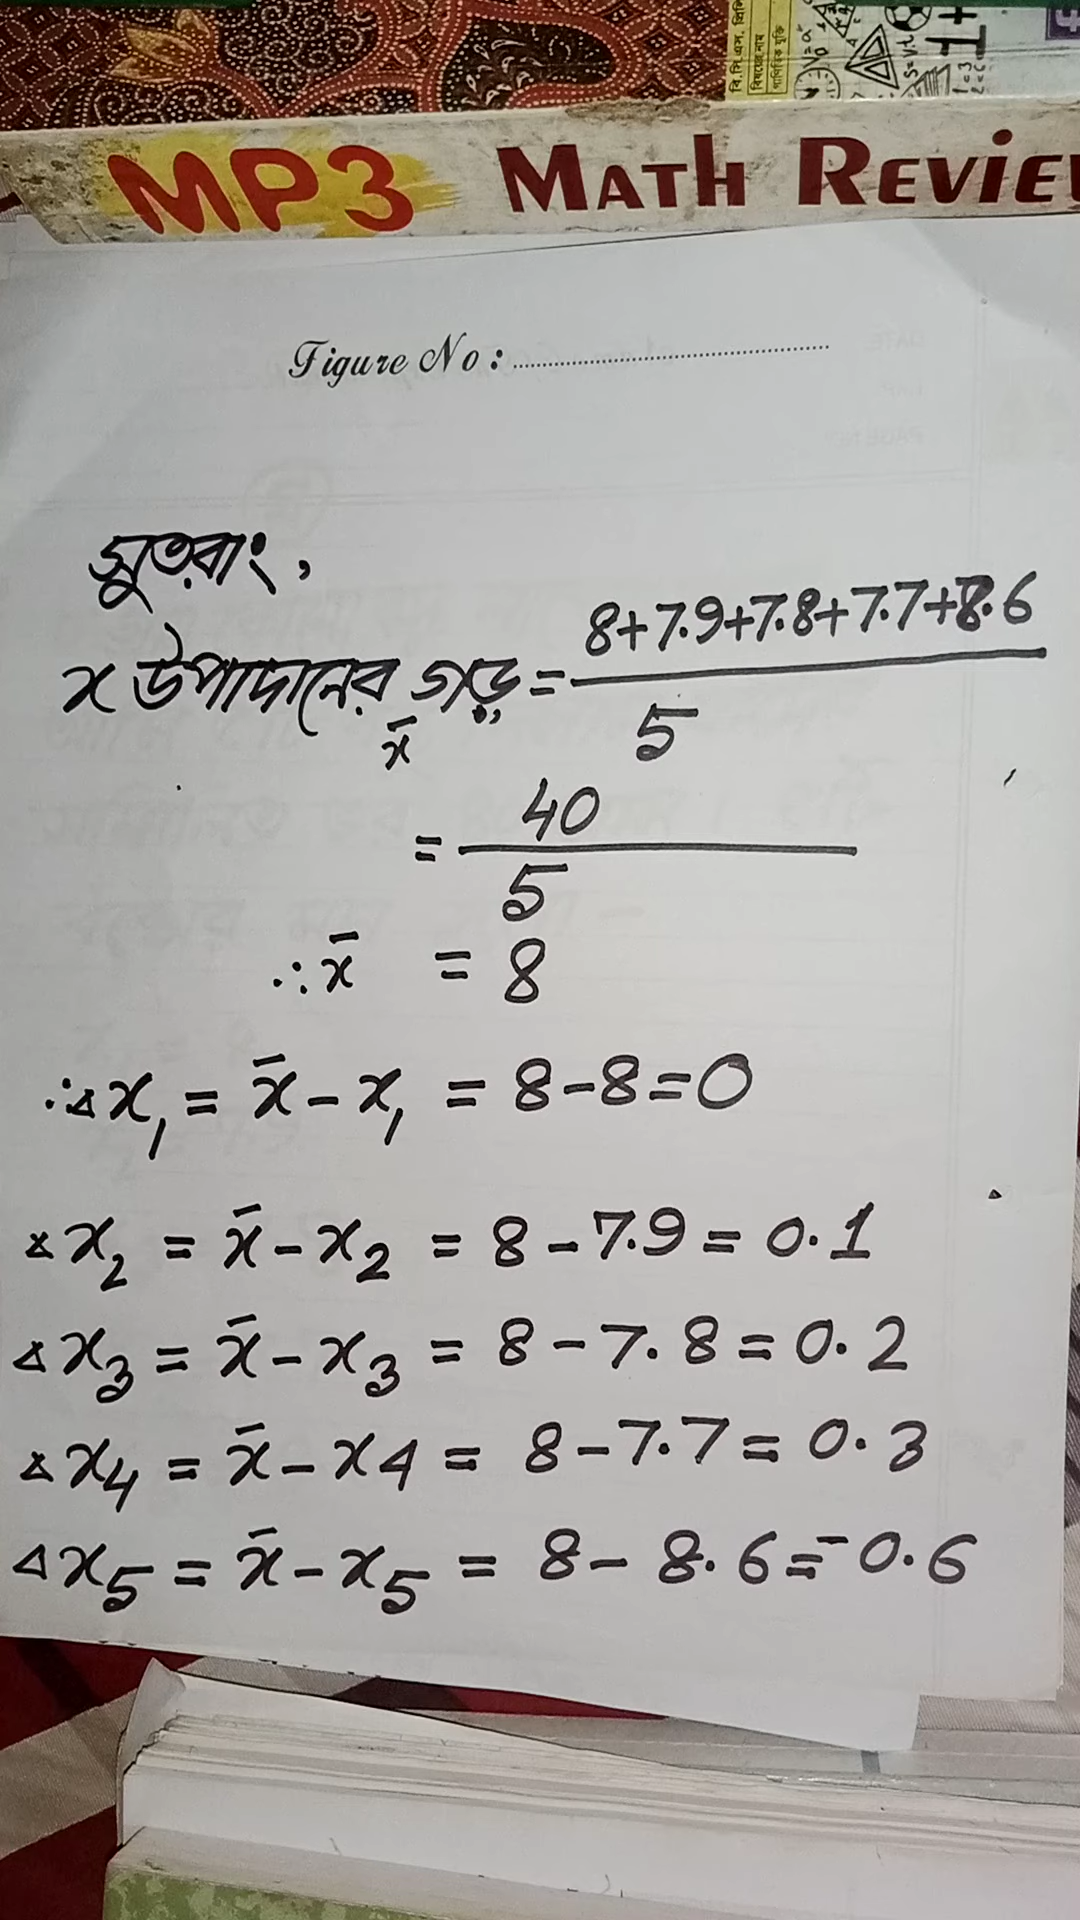 MP3 MATH REVIEW
Figure No : ........................
সুতরাং,
x উপাদানের গড়, x̄ = (8+7.9+7.8+7.7+8.6)/5
= 40/5
∴ x̄ = 8
∴ Δx₁ = x̄ – x₁ = 8 – 8 = 0
Δx₂ = x̄ – x₂ = 8 – 7.9 = 0.1
Δx₃ = x̄ – x₃ = 8 – 7.8 = 0.2
Δx₄ = x̄ – x4 = 8 – 7.7 = 0.3
Δx₅ = x̄ – x₅ = 8 – 8.6 = -0.6